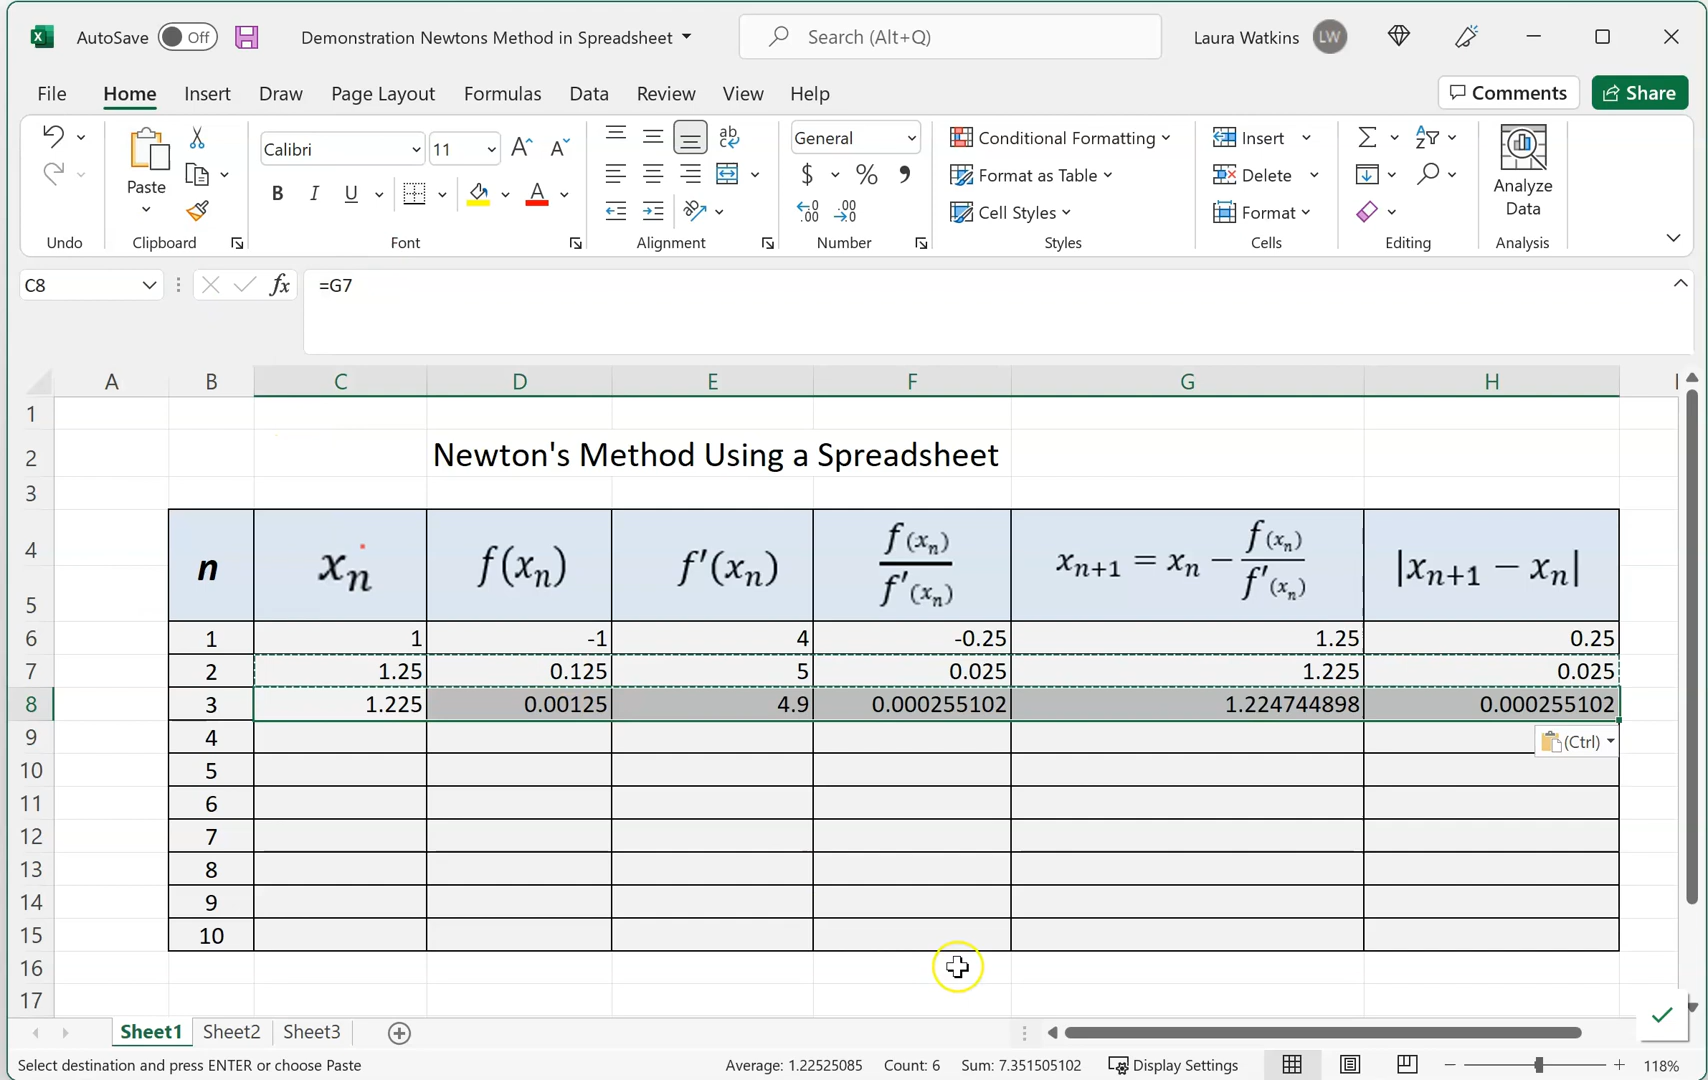 AutoSave Off Demonstration Newtons Method in Spreadsheet Search (Alt+Q) Laura Watkins LW
File Home Insert Draw Page Layout Formulas Data Review View Help Comments Share
Paste
Calibri 11
General
Conditional Formatting
Format as Table
Cell Styles
Insert
Delete
Format
Analyze
Data
Undo Clipboard Font Alignment Number Styles Cells Editing Analysis
C8 fx =G7
A B C D E F G H I
1
2 Newton's Method Using a Spreadsheet
3
4
5
n xₙ f(xₙ) f'(xₙ) f(xₙ)/f'(xₙ) xₙ₊₁ = xₙ − f(xₙ)/f'(xₙ) |xₙ₊₁ − xₙ|
6 1 1 -1 4 -0.25 1.25 0.25
7 2 1.25 0.125 5 0.025 1.225 0.025
8 3 1.225 0.00125 4.9 0.000255102 1.224744898 0.000255102
9 4 (Ctrl)
10 5
11 6
12 7
13 8
14 9
15 10
16
17
Sheet1 Sheet2 Sheet3
Select destination and press ENTER or choose Paste Average: 1.22525085 Count: 6 Sum: 7.351505102 Display Settings 118%